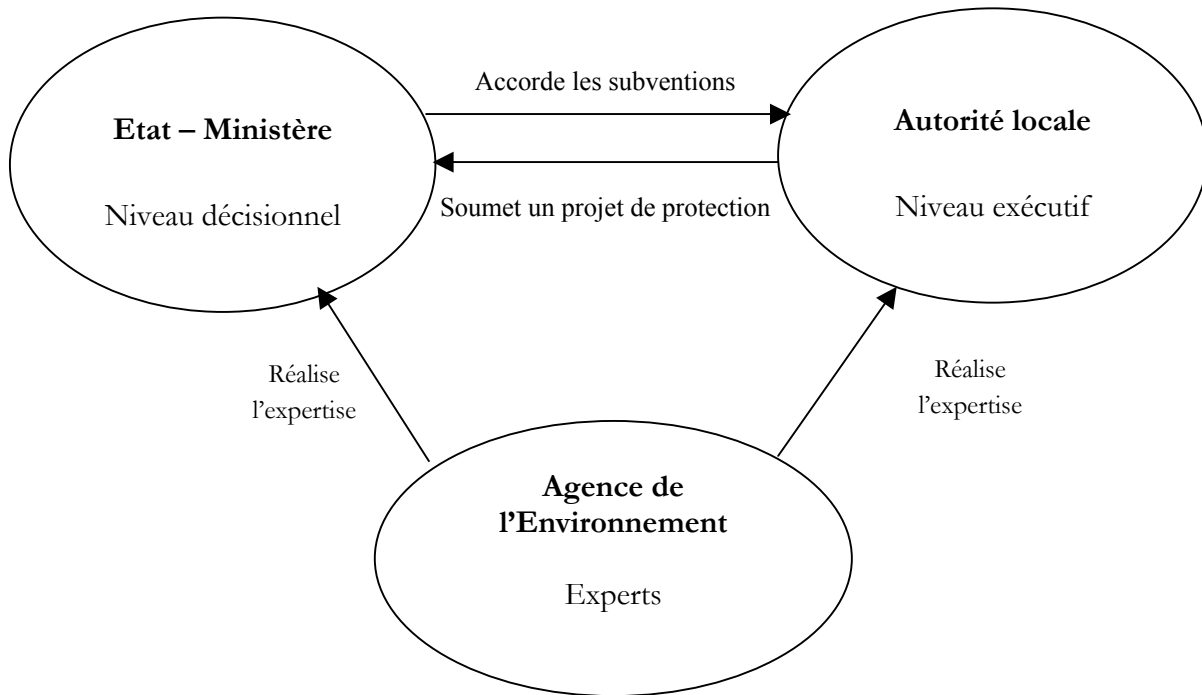 Accorde les subventions
Etat – Ministère
Niveau décisionnel
Autorité locale
Niveau exécutif
Soumet un projet de protection
Réalise
l’expertise
Réalise
l’expertise
Agence de
l’Environnement
Experts